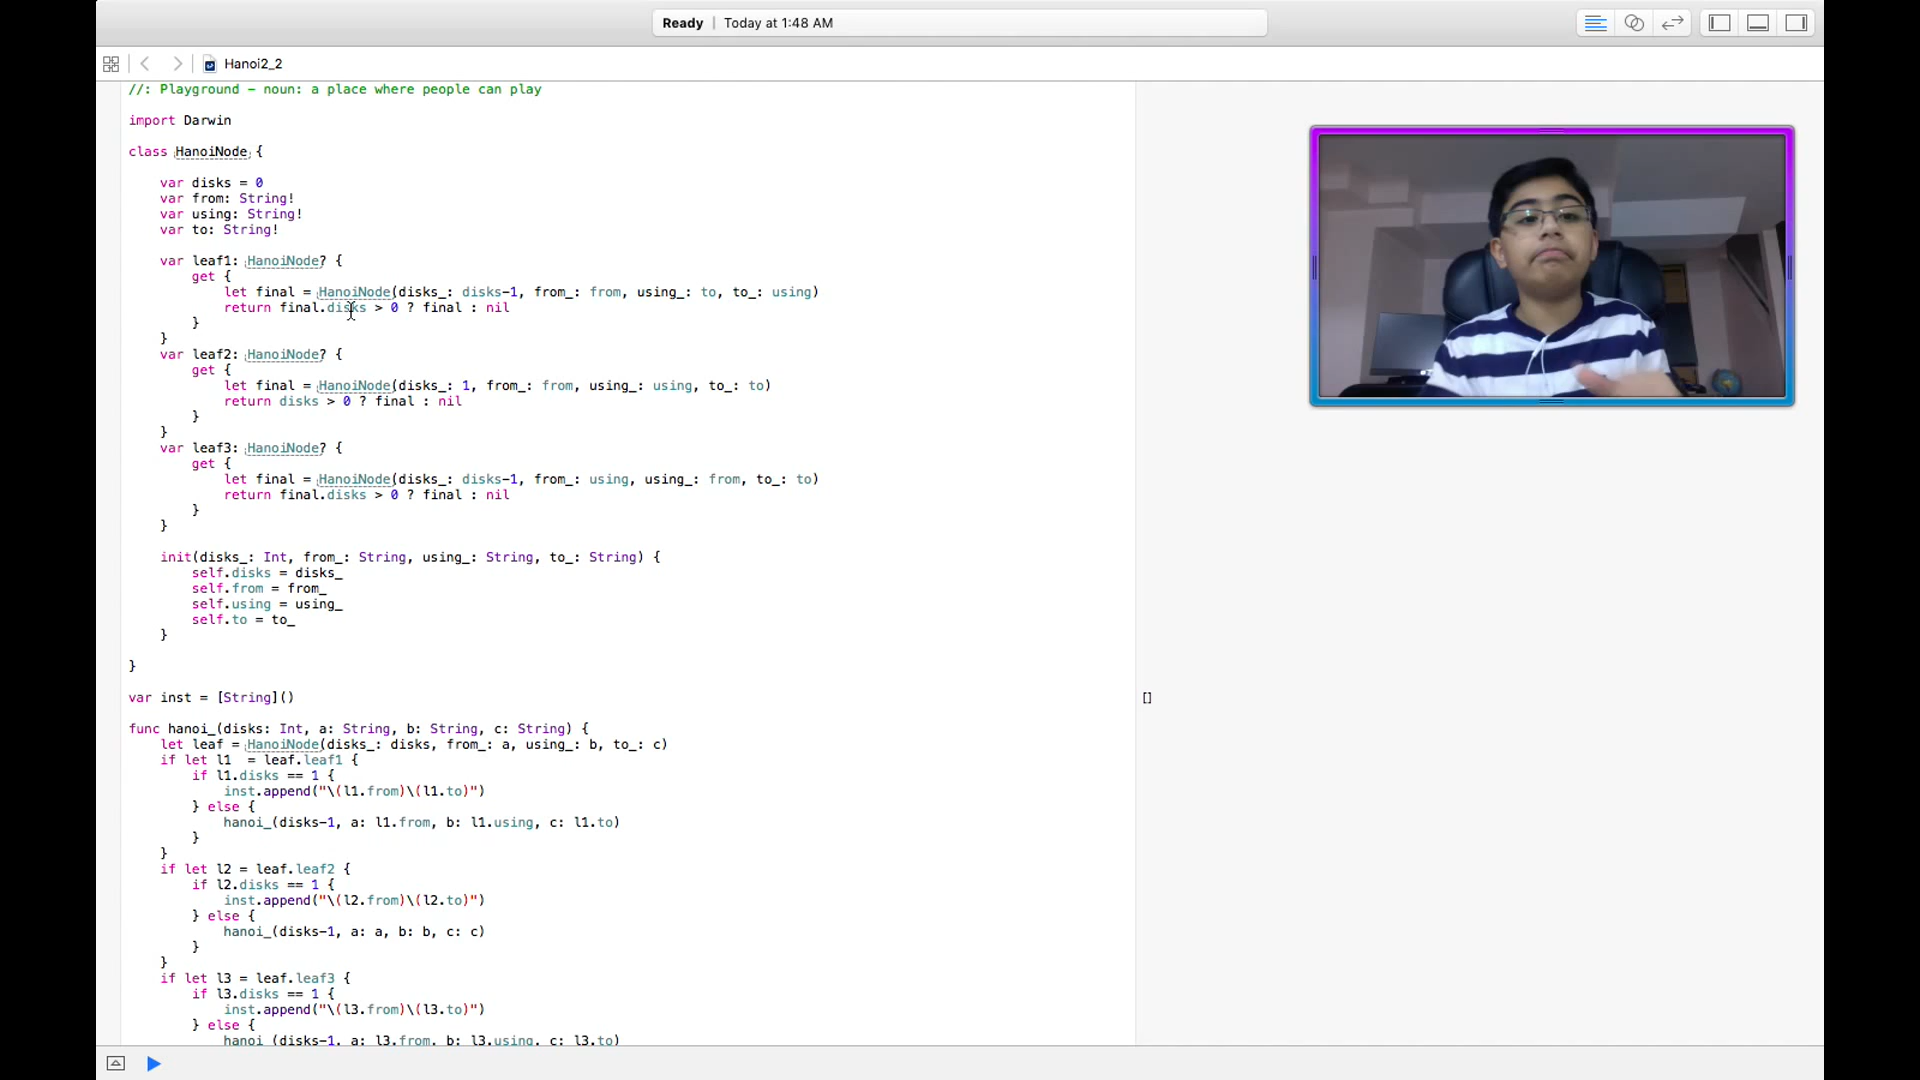 Ready | Today at 1:48 AM
Hanoi2_2
//: Playground - noun: a place where people can play
import Darwin
class HanoiNode {
var disks = 0
var from: String!
var using: String!
var to: String!
var leaf1: HanoiNode? {
get {
let final = HanoiNode(disks_: disks-1, from_: from, using_: to, to_: using)
return final.disks > 0 ? final : nil
}
}
var leaf2: HanoiNode? {
get {
let final = HanoiNode(disks_: 1, from_: from, using_: using, to_: to)
return disks > 0 ? final : nil
}
}
var leaf3: HanoiNode? {
get {
let final = HanoiNode(disks_: disks-1, from_: using, using_: from, to_: to)
return final.disks > 0 ? final : nil
}
}
init(disks_: Int, from_: String, using_: String, to_: String) {
self.disks = disks_
self.from = from_
self.using = using_
self.to = to_
}
}
var inst = [String]()
[]
func hanoi_(disks: Int, a: String, b: String, c: String) {
let leaf = HanoiNode(disks_: disks, from_: a, using_: b, to_: c)
if let l1  = leaf.leaf1 {
if l1.disks == 1 {
inst.append("\(l1.from)\(l1.to)")
} else {
hanoi_(disks-1, a: l1.from, b: l1.using, c: l1.to)
}
}
if let l2 = leaf.leaf2 {
if l2.disks == 1 {
inst.append("\(l2.from)\(l2.to)")
} else {
hanoi_(disks-1, a: a, b: b, c: c)
}
}
if let l3 = leaf.leaf3 {
if l3.disks == 1 {
inst.append("\(l3.from)\(l3.to)")
} else {
hanoi_(disks-1, a: l3.from, b: l3.using, c: l3.to)